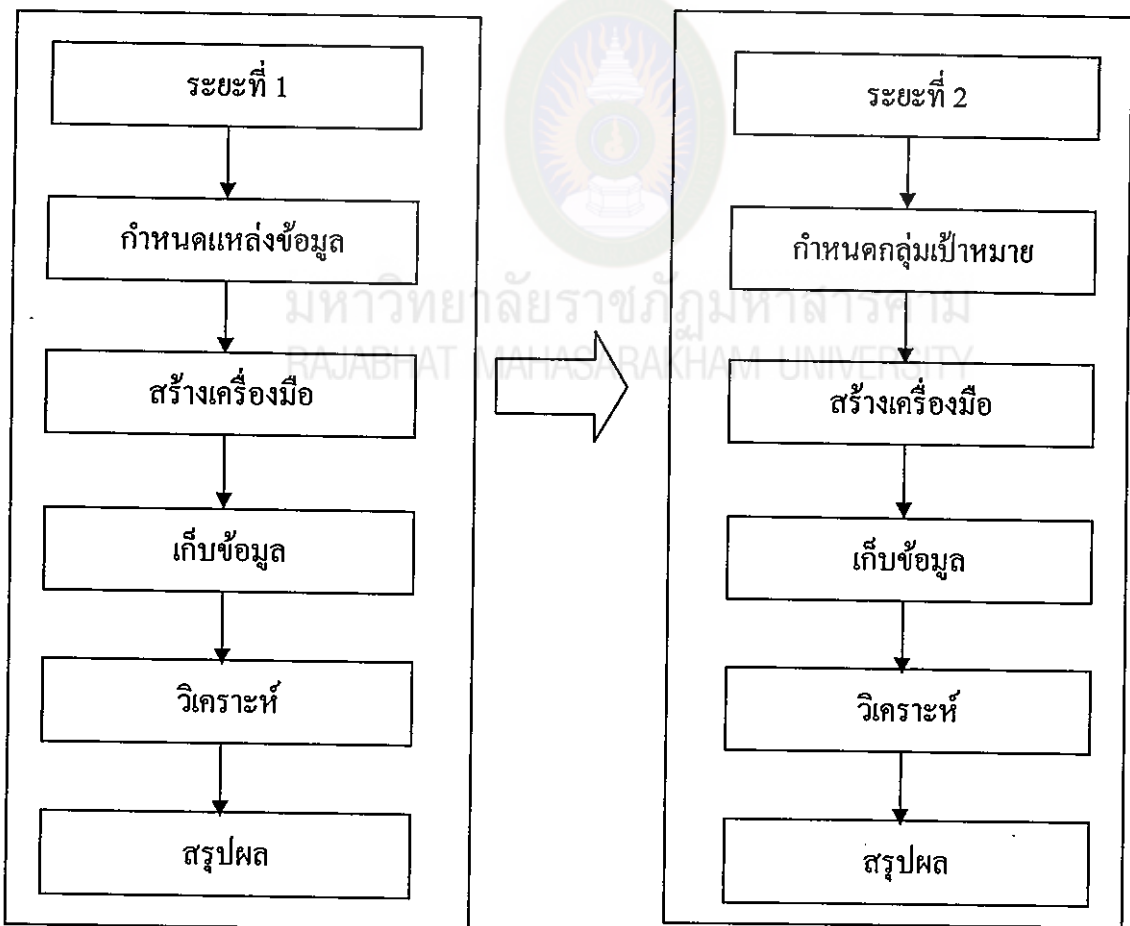 ระยะที่ 1
กำหนดแหล่งข้อมูล
สร้างเครื่องมือ
เก็บข้อมูล
วิเคราะห์
สรุปผล
มหาวิทยาลัยราชภัฏมหาสารคาม
RAJABHAT MAHASARAKHAM UNIVERSITY
ระยะที่ 2
กำหนดกลุ่มเป้าหมาย
สร้างเครื่องมือ
เก็บข้อมูล
วิเคราะห์
สรุปผล